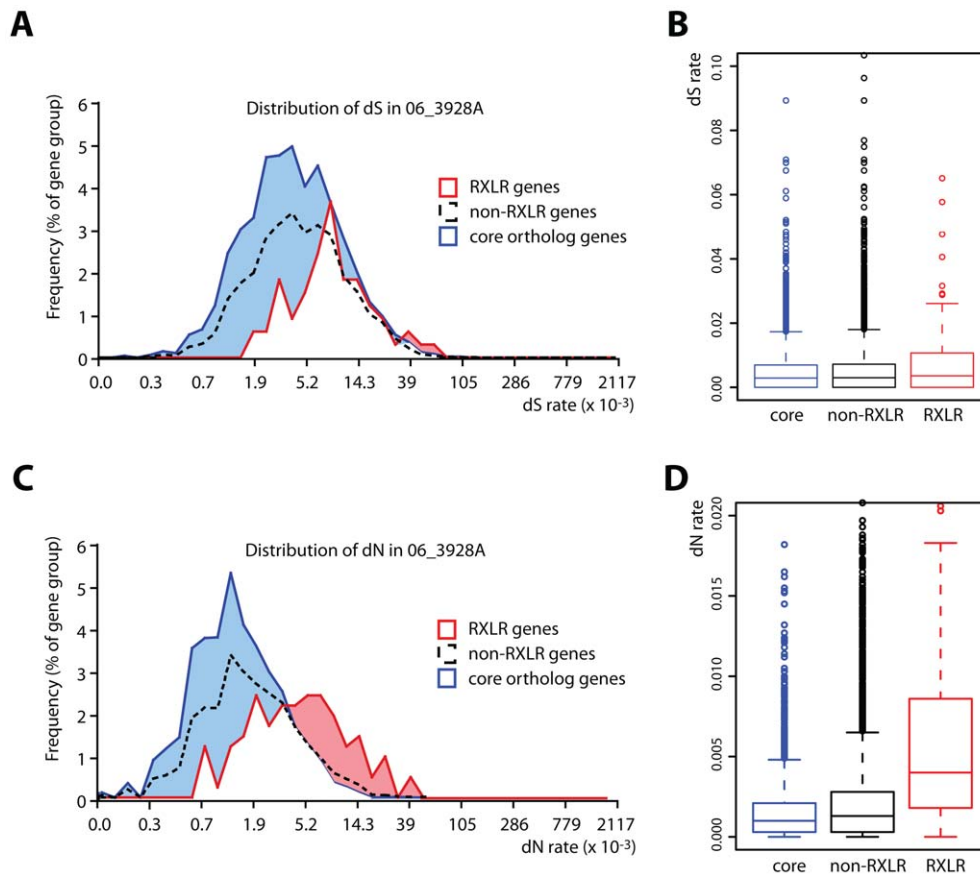 A
Distribution of dS in 06_3928A
Frequency (% of gene group)
6
5
4
3
2
1
0
RXLR genes
non-RXLR genes
core ortholog genes
0.0 0.3 0.7 1.9 5.2 14.3 39 105 286 779 2117
dS rate (x 10-3)
B
dS rate
0.10
0.08
0.06
0.04
0.02
0.00
core non-RXLR RXLR
C
Distribution of dN in 06_3928A
Frequency (% of gene group)
6
5
4
3
2
1
0
RXLR genes
non-RXLR genes
core ortholog genes
0.0 0.3 0.7 1.9 5.2 14.3 39 105 286 779 2117
dN rate (x 10-3)
D
dN rate
0.020
0.015
0.010
0.005
0.000
core non-RXLR RXLR